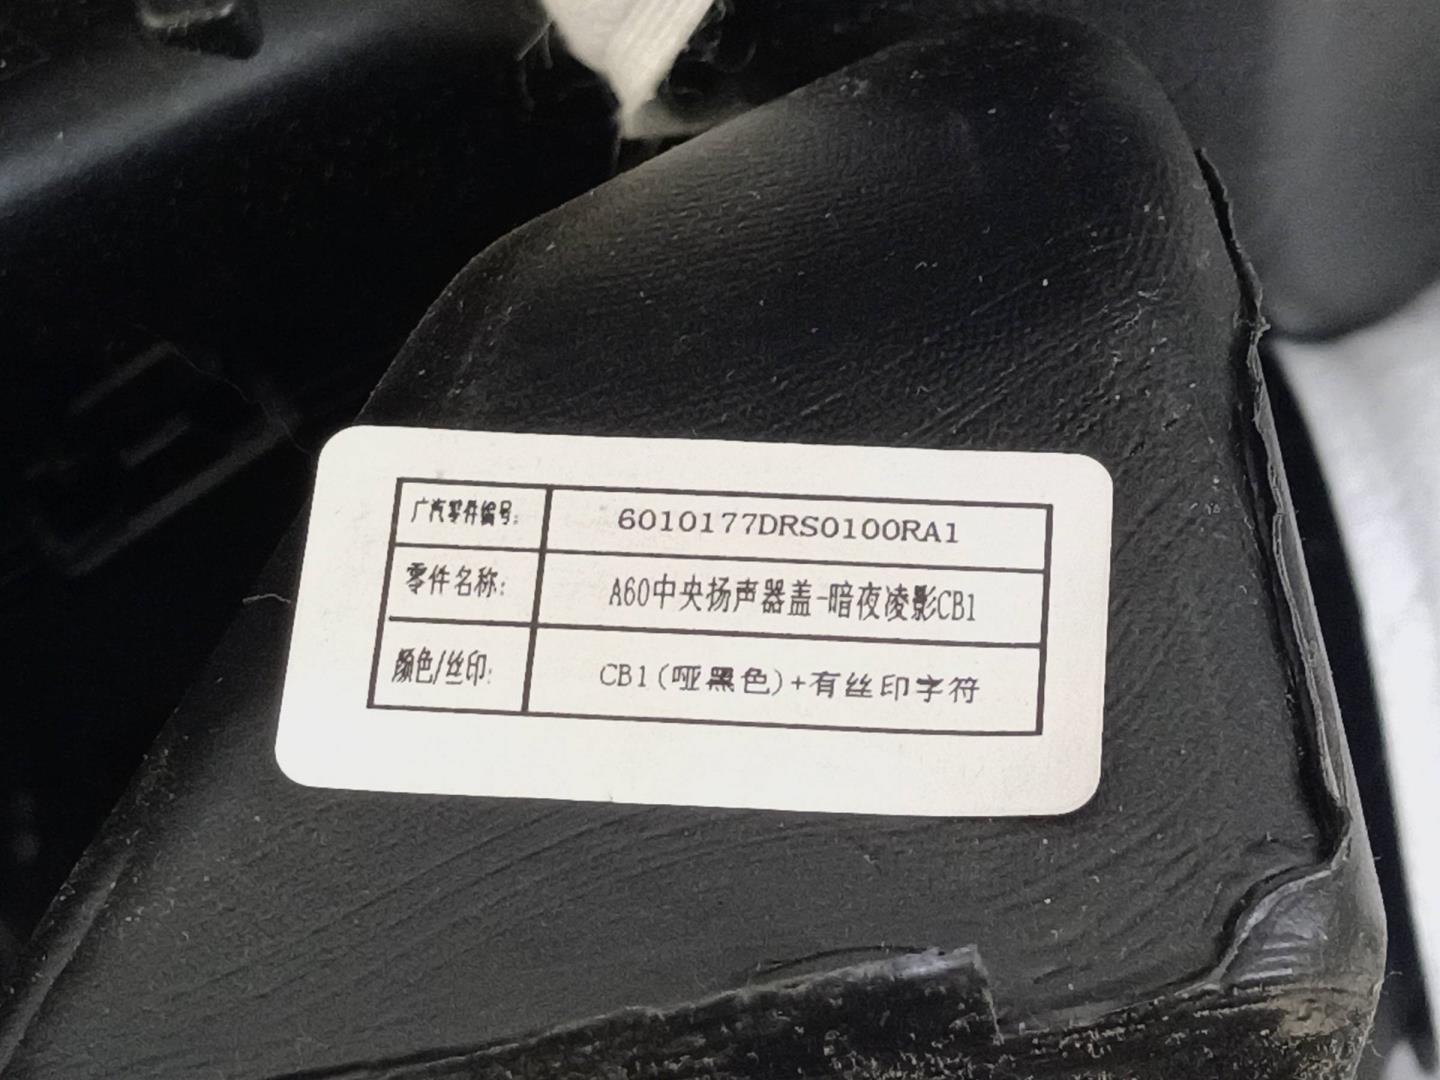 广汽零件编号: 6010177DRS0100RA1
零件名称: A60中央扬声器盖-暗夜凌影CB1
颜色/丝印: CB1(哑黑色)+有丝印字符